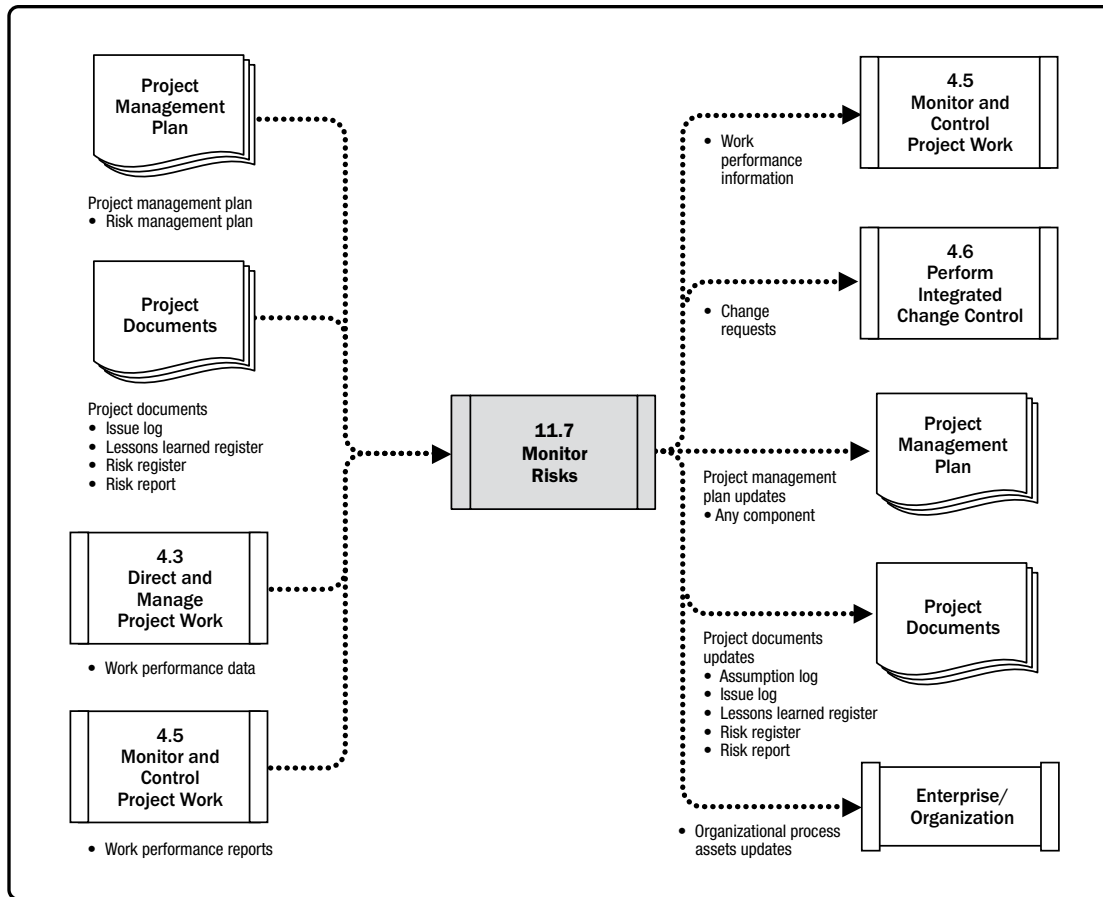 Project
Management
Plan
Project management plan
• Risk management plan
Project
Documents
Project documents
• Issue log
• Lessons learned register
• Risk register
• Risk report
4.3
Direct and
Manage
Project Work
• Work performance data
4.5
Monitor and
Control
Project Work
• Work performance reports
11.7
Monitor
Risks
4.5
Monitor and
Control
Project Work
• Work
performance
information
4.6
Perform
Integrated
Change Control
• Change
requests
Project
Management
Plan
Project management
plan updates
• Any component
Project
Documents
Project documents
updates
• Assumption log
• Issue log
• Lessons learned register
• Risk register
• Risk report
Enterprise/
Organization
• Organizational process
assets updates